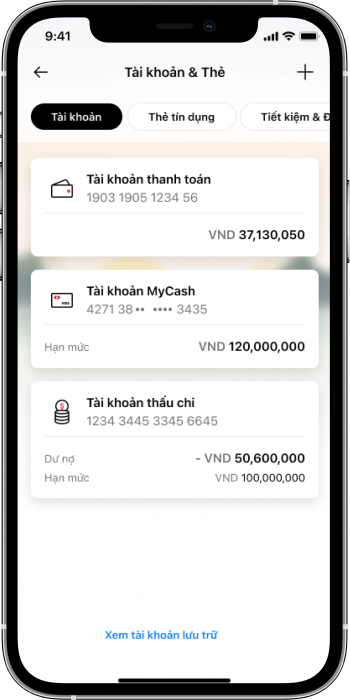 9:41
Tài khoản & Thẻ
Tài khoản
Thẻ tín dụng
Tiết kiệm & Đ
Tài khoản thanh toán
1903 1905 1234 56
VND 37,130,050
Tài khoản MyCash
4271 38•• •••• 3435
Hạn mức VND 120,000,000
Tài khoản thấu chi
1234 3445 3345 6645
Dư nợ - VND 50,600,000
Hạn mức VND 100,000,000
Xem tài khoản lưu trữ